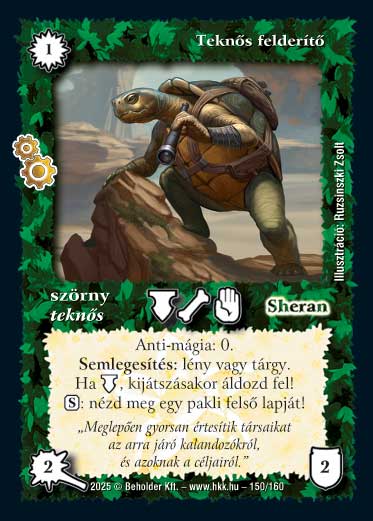 1
Teknős felderítő
Illusztráció: Ruzsinszki Zsolt
szörny
teknős
Sheran
Anti-mágia: 0.
Semlegesítés: lény vagy tárgy.
Ha , kijátszásakor áldozd fel!
S: nézd meg egy pakli felső lapját!
„Meglepően gyorsan értesítik társaikat
az arra járó kalandozókról,
és azoknak a céljairól.”
2
2
2025 © Beholder Kft. – www.hkk.hu – 150/160